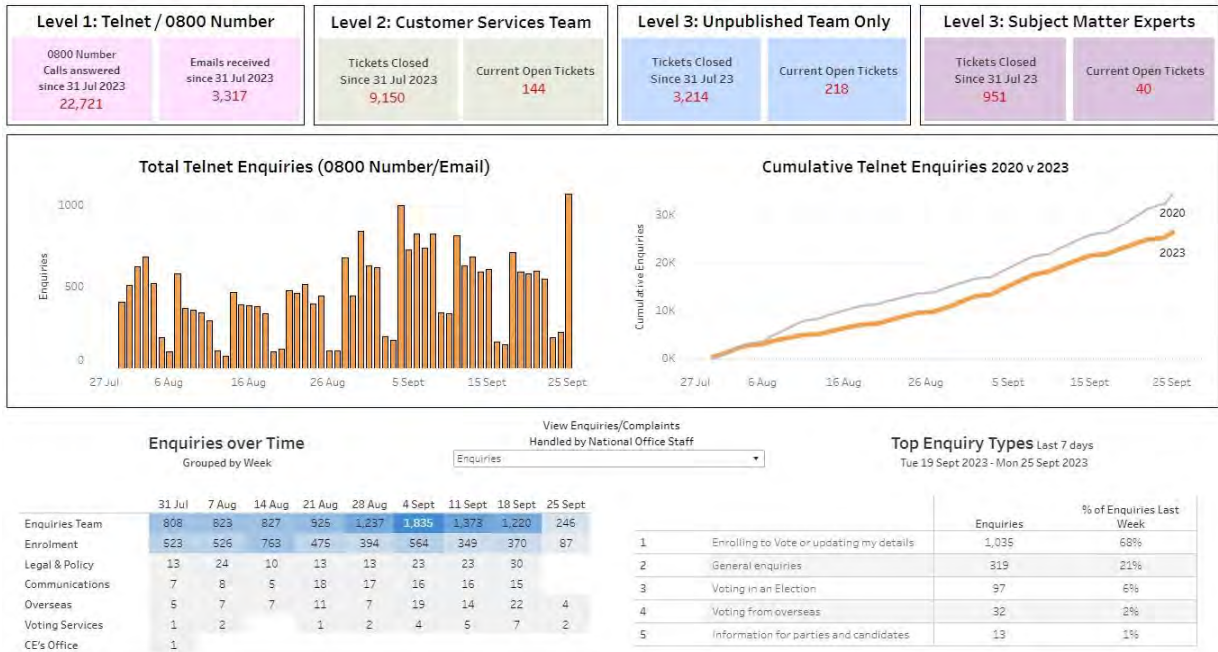 Level 1: Telnet / 0800 Number
0800 Number
Calls answered
since 31 Jul 2023
22,721
Emails received
since 31 Jul 2023
3,317
Level 2: Customer Services Team
Tickets Closed
Since 31 Jul 2023
9,150
Current Open Tickets
144
Level 3: Unpublished Team Only
Tickets Closed
Since 31 Jul 23
3,214
Current Open Tickets
218
Level 3: Subject Matter Experts
Tickets Closed
Since 31 Jul 23
951
Current Open Tickets
40
Total Telnet Enquiries (0800 Number/Email)
Enquiries
1000
500
0
27 Jul 6 Aug 16 Aug 26 Aug 5 Sept 15 Sept 25 Sept
Cumulative Telnet Enquiries 2020 v 2023
Cumulative Enquiries
30K
20K
10K
0K
2020
2023
27 Jul 6 Aug 16 Aug 26 Aug 5 Sept 15 Sept 25 Sept
Enquiries over Time
Grouped by Week
View Enquiries/Complaints
Handled by National Office Staff
Enquiries
31 Jul 7 Aug 14 Aug 21 Aug 28 Aug 4 Sept 11 Sept 18 Sept 25 Sept
Enquiries Team 808 823 827 926 1,237 1,835 1,373 1,220 246
Enrolment 523 526 763 475 394 564 349 370 87
Legal & Policy 13 24 10 13 13 23 23 30
Communications 7 8 5 18 17 16 16 15
Overseas 5 7 7 11 7 19 14 22 4
Voting Services 1 2 1 2 4 5 7 2
CE's Office 1
Top Enquiry Types Last 7 days
Tue 19 Sept 2023 - Mon 25 Sept 2023
Enquiries % of Enquiries Last
Week
1 Enrolling to Vote or updating my details 1,035 68%
2 General enquiries 319 21%
3 Voting in an Election 97 6%
4 Voting from overseas 32 2%
5 Information for parties and candidates 13 1%